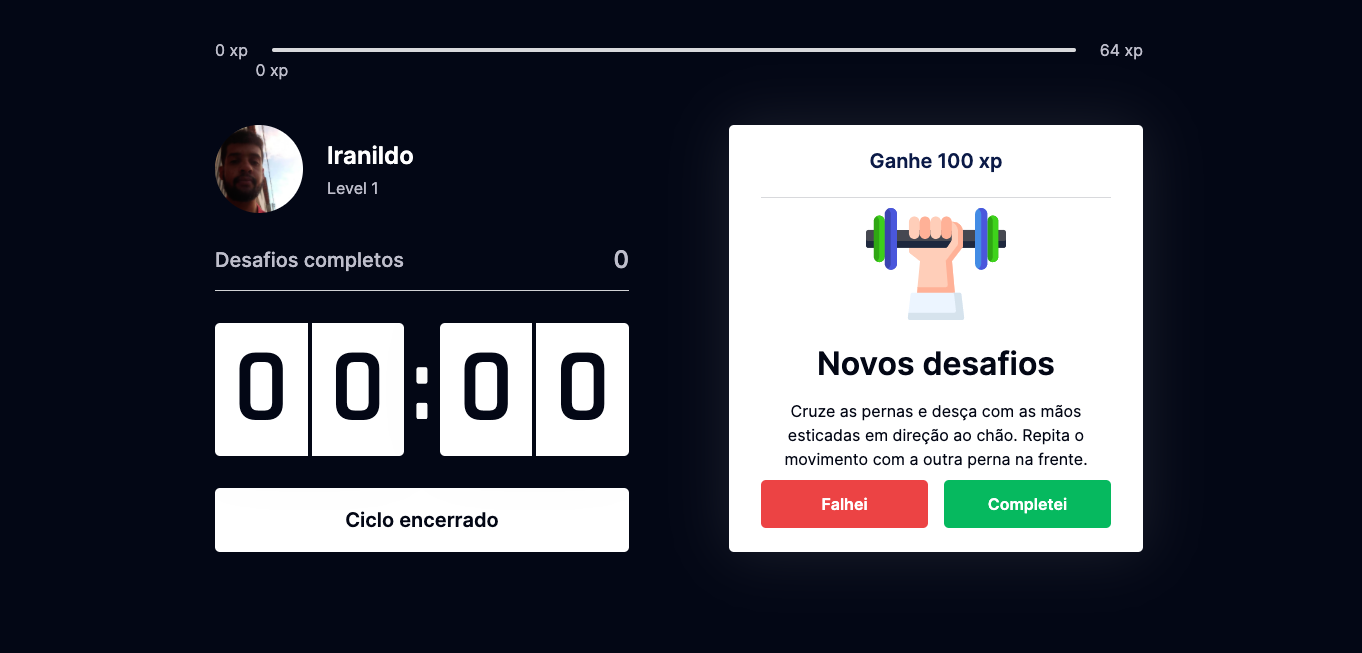 0 xp
64 xp
0 xp
Iranildo
Level 1
Desafios completos
0
00:00
Ciclo encerrado
Ganhe 100 xp
Novos desafios
Cruze as pernas e desça com as mãos
esticadas em direção ao chão. Repita o
movimento com a outra perna na frente.
Falhei
Completei